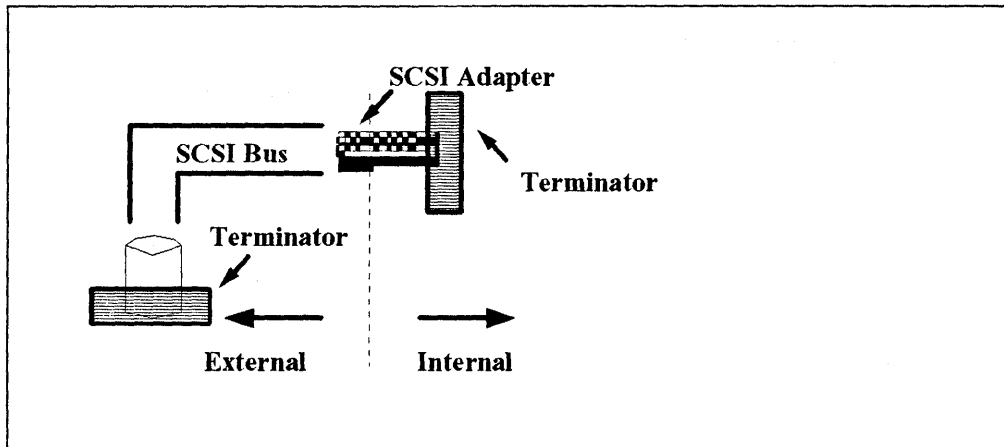 SCSI Adapter
SCSI Bus
Terminator
Terminator
External
Internal